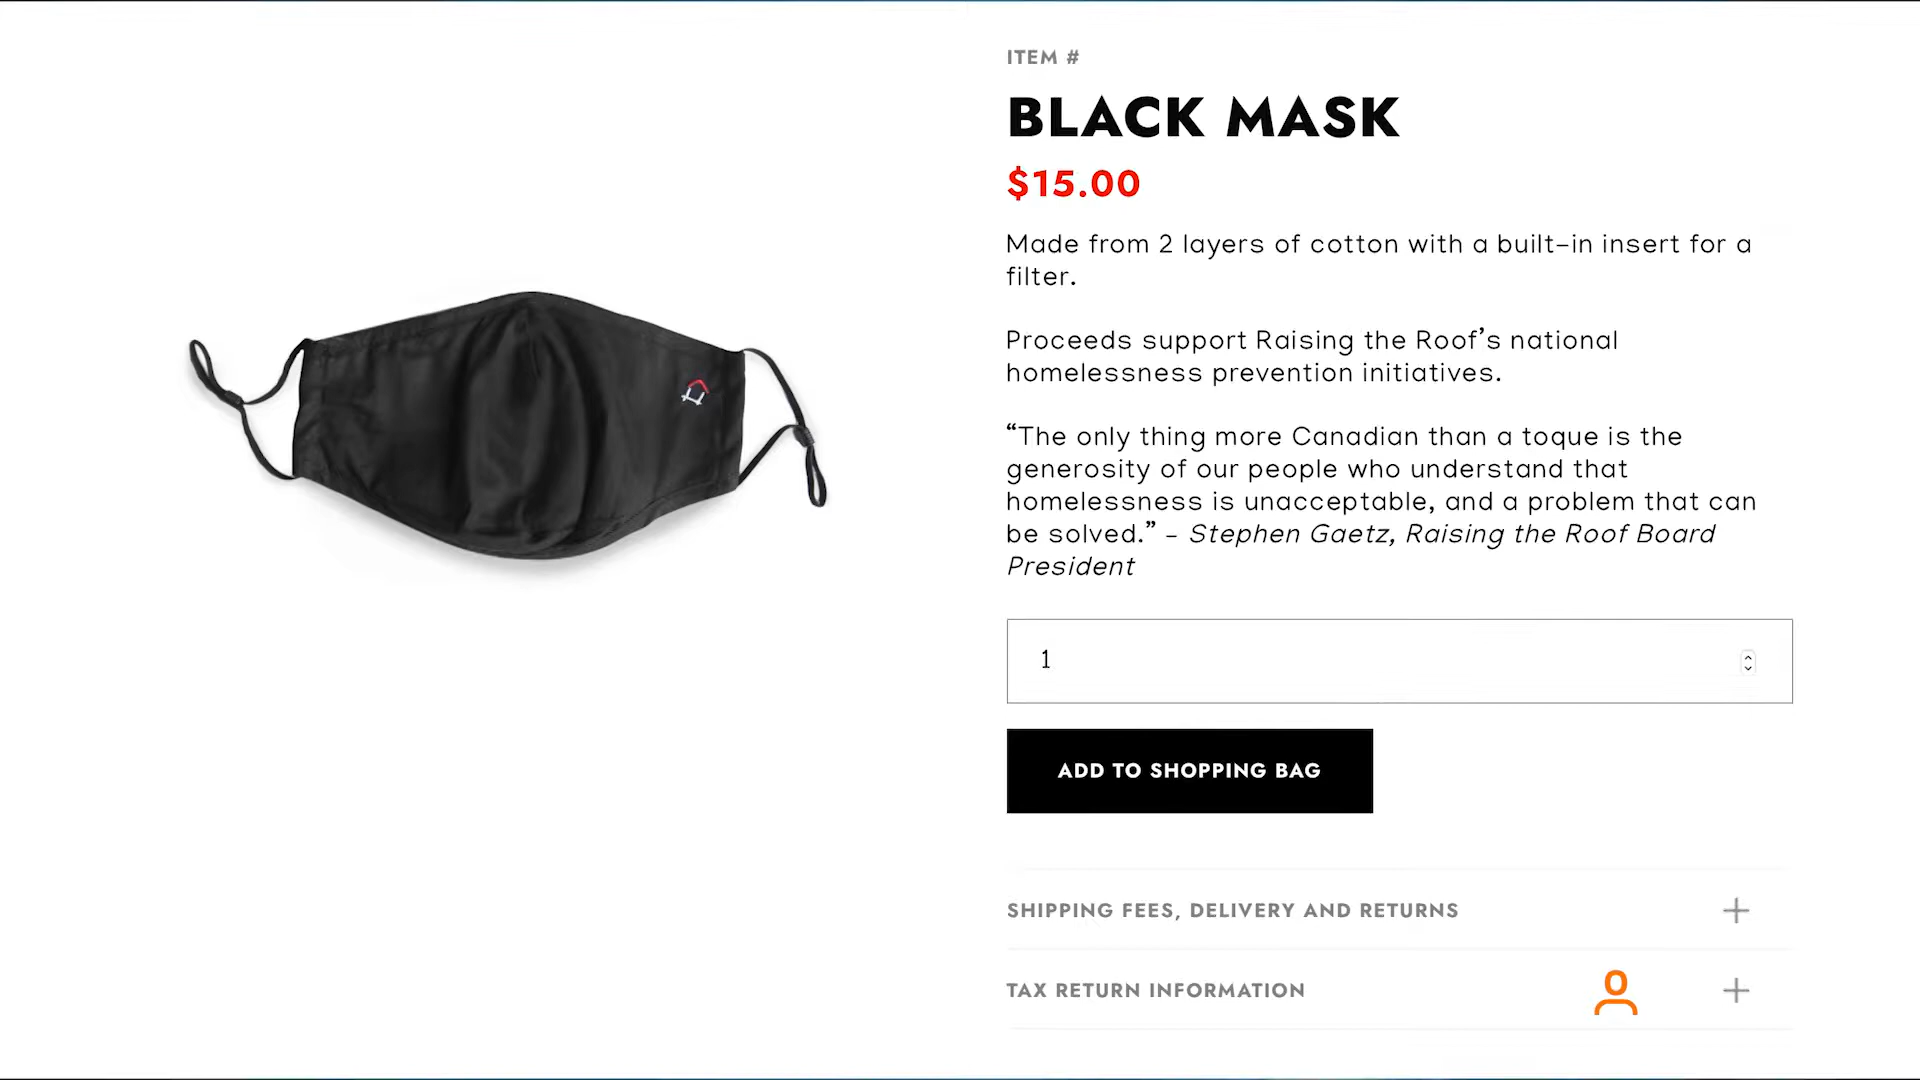 ITEM #
BLACK MASK
$15.00
Made from 2 layers of cotton with a built-in insert for a
filter.
Proceeds support Raising the Roof’s national
homelessness prevention initiatives.
“The only thing more Canadian than a toque is the
generosity of our people who understand that
homelessness is unacceptable, and a problem that can
be solved.” - Stephen Gaetz, Raising the Roof Board
President
1
ADD TO SHOPPING BAG
SHIPPING FEES, DELIVERY AND RETURNS
TAX RETURN INFORMATION